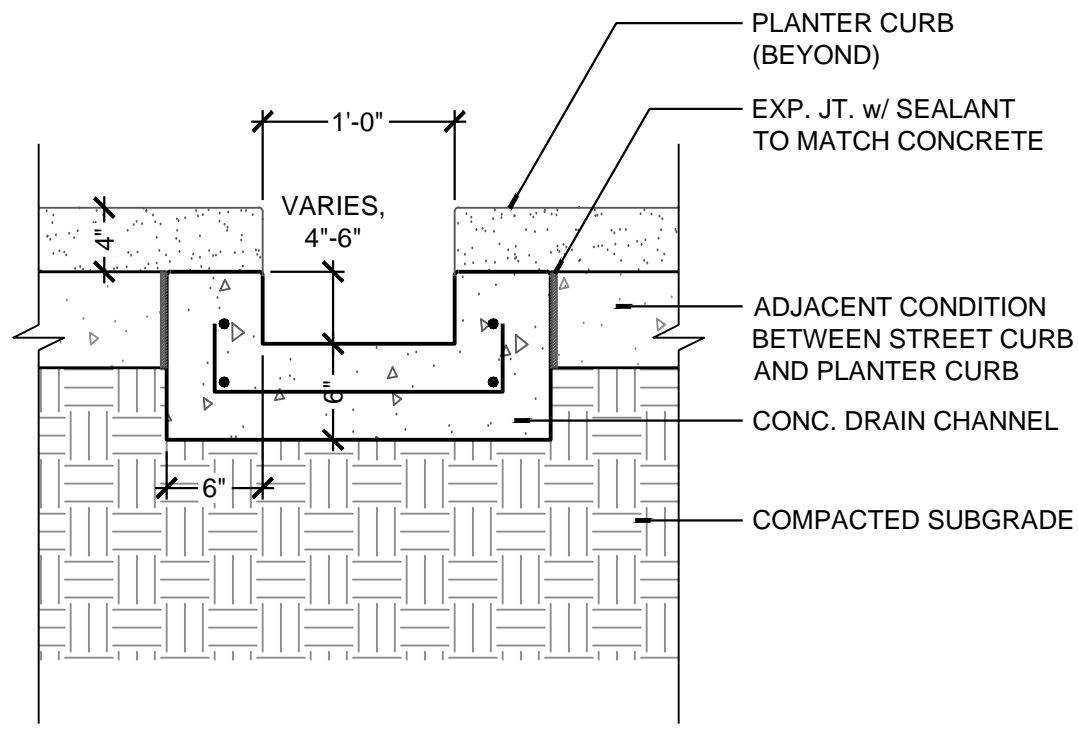 PLANTER CURB
(BEYOND)
EXP. JT. w/ SEALANT
TO MATCH CONCRETE
1'-0"
VARIES,
4"-6"
4"
ADJACENT CONDITION
BETWEEN STREET CURB
AND PLANTER CURB
6"
CONC. DRAIN CHANNEL
6"
COMPACTED SUBGRADE